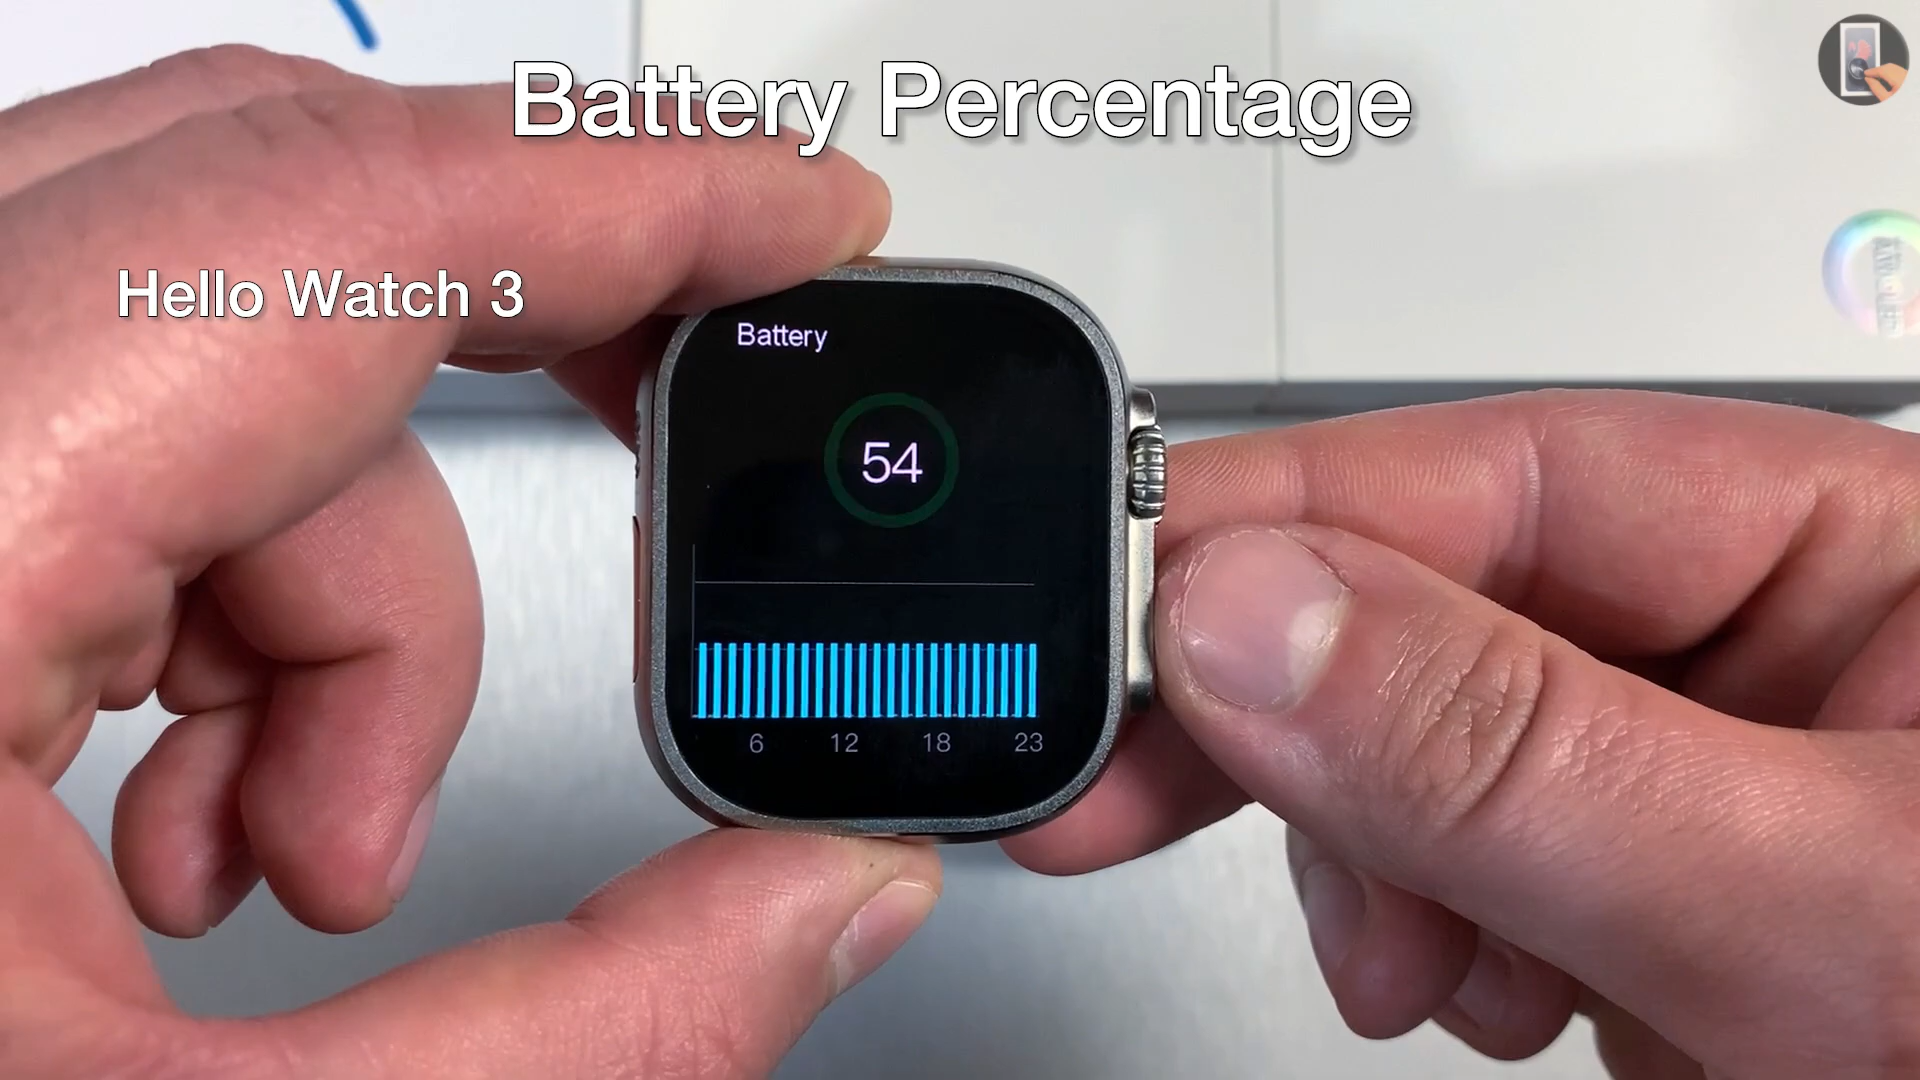 Battery Percentage
Hello Watch 3
Battery
54
6 12 18 23